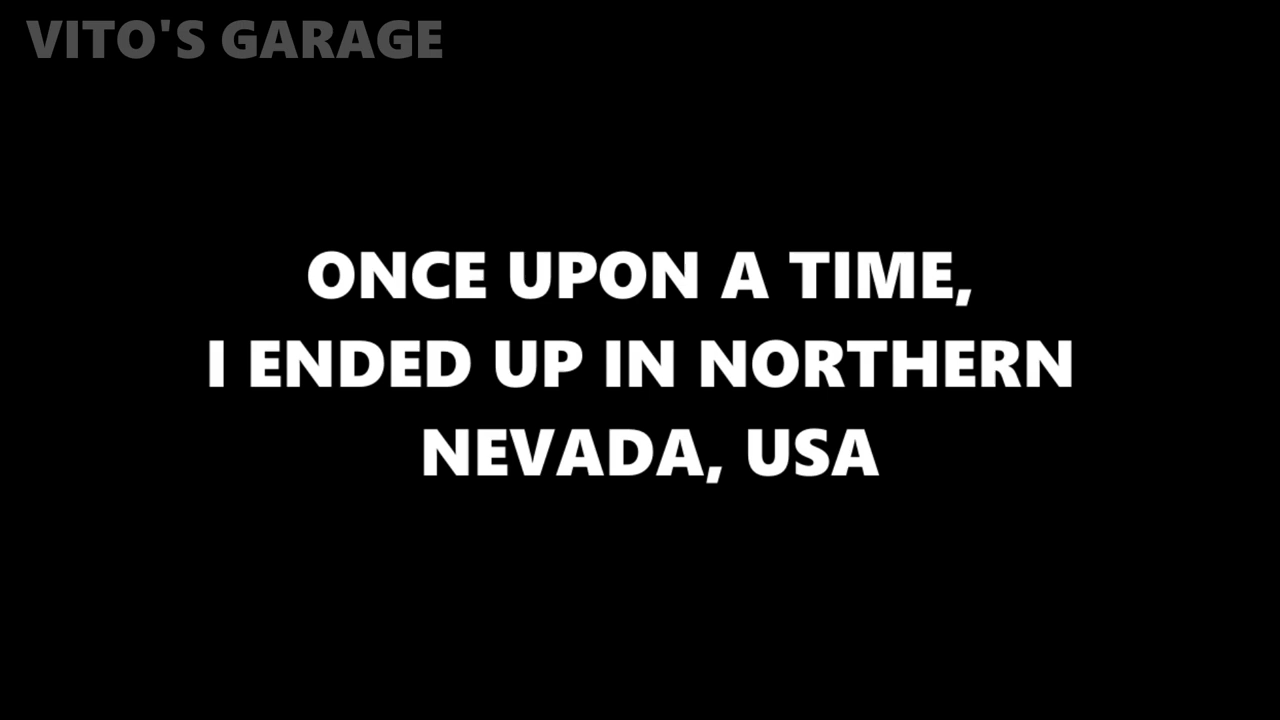 VITO'S GARAGE
ONCE UPON A TIME,
I ENDED UP IN NORTHERN
NEVADA, USA